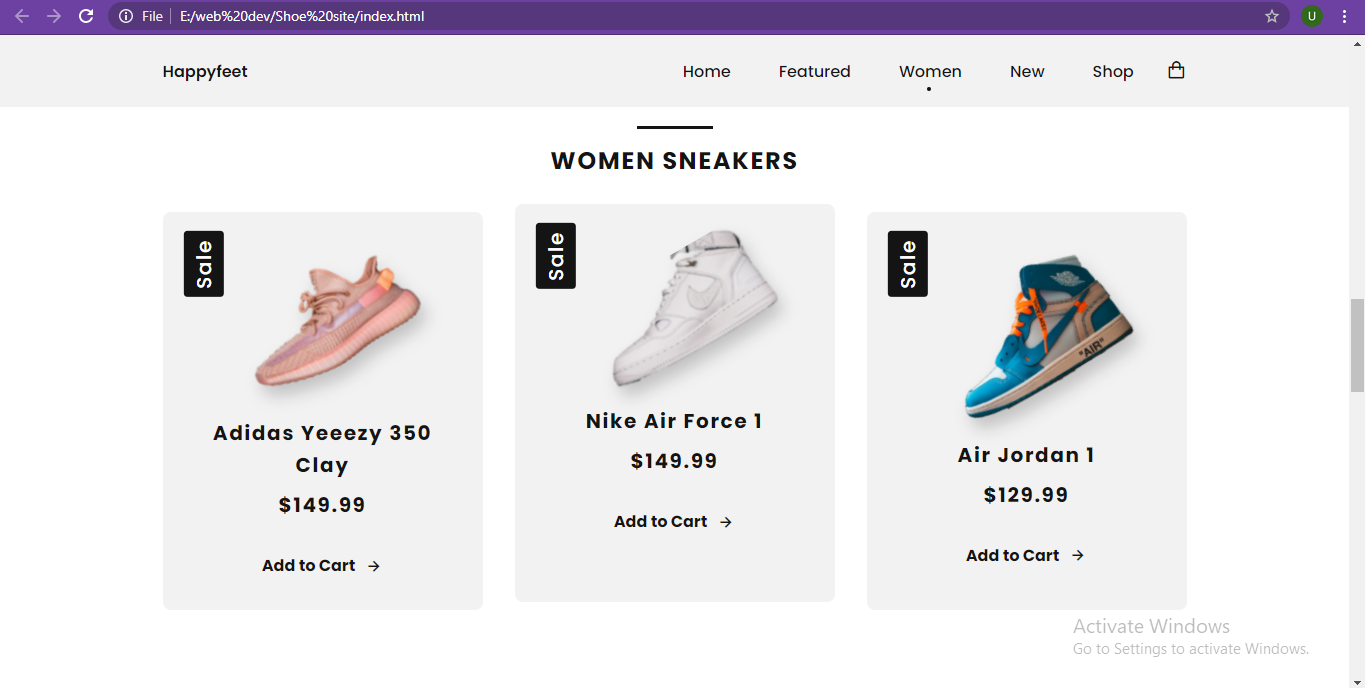 File | E:/web%20dev/Shoe%20site/index.html
U
Happyfeet
Home Featured Women New Shop
WOMEN SNEAKERS
Sale
Adidas Yeeezy 350
Clay
$149.99
Add to Cart →
Sale
Nike Air Force 1
$149.99
Add to Cart →
Sale
"AIR"
Air Jordan 1
$129.99
Add to Cart →
Activate Windows
Go to Settings to activate Windows.